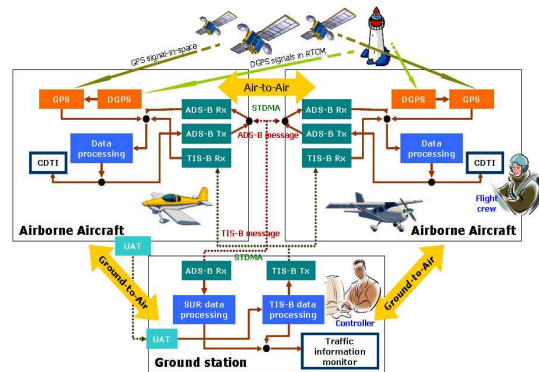 GPS signal-in-space
DGPS signals in RTCM
GPS
DGPS
ADS-B Rx
ADS-B Tx
TIS-B Rx
Data
processing
CDTI
Airborne Aircraft
Air-to-Air
STDMA
ADS-B message
ADS-B Rx
ADS-B Tx
TIS-B Rx
DGPS
GPS
Data
processing
CDTI
Flight
crew
Airborne Aircraft
TIS-B message
STDMA
UAT
Ground-to-Air
Ground-to-Air
ADS-B Rx
TIS-B Tx
SUR data
processing
TIS-B data
processing
Controller
UAT
Traffic
information
monitor
Ground station